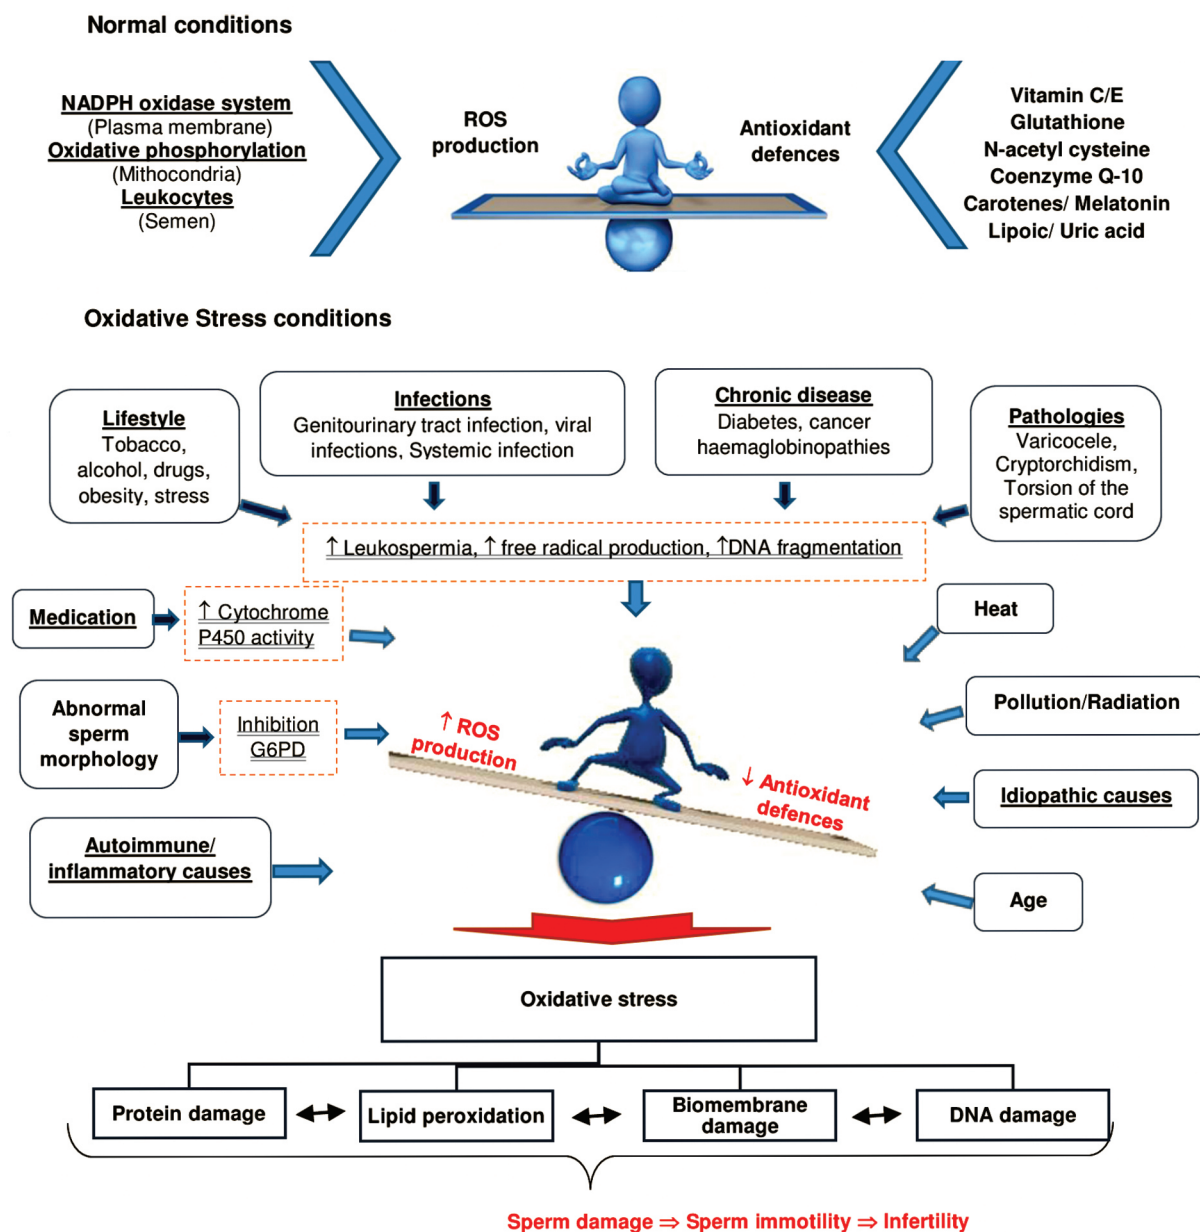 Normal conditions
NADPH oxidase system
(Plasma membrane)
Oxidative phosphorylation
(Mithocondria)
Leukocytes
(Semen)
ROS
production
Antioxidant
defences
Vitamin C/E
Glutathione
N-acetyl cysteine
Coenzyme Q-10
Carotenes/ Melatonin
Lipoic/ Uric acid
Oxidative Stress conditions
Lifestyle
Tobacco,
alcohol, drugs,
obesity, stress
Infections
Genitourinary tract infection, viral
infections, Systemic infection
Chronic disease
Diabetes, cancer
haemaglobinopathies
Pathologies
Varicocele,
Cryptorchidism,
Torsion of the
spermatic cord
↑ Leukospermia, ↑ free radical production, ↑DNA fragmentation
Medication
↑ Cytochrome
P450 activity
Heat
Abnormal
sperm
morphology
Inhibition
G6PD
Pollution/Radiation
↑ ROS
production
↓ Antioxidant
defences
Idiopathic causes
Autoimmune/
inflammatory causes
Age
Oxidative stress
Protein damage
Lipid peroxidation
Biomembrane
damage
DNA damage
Sperm damage ⇒ Sperm immotility ⇒ Infertility